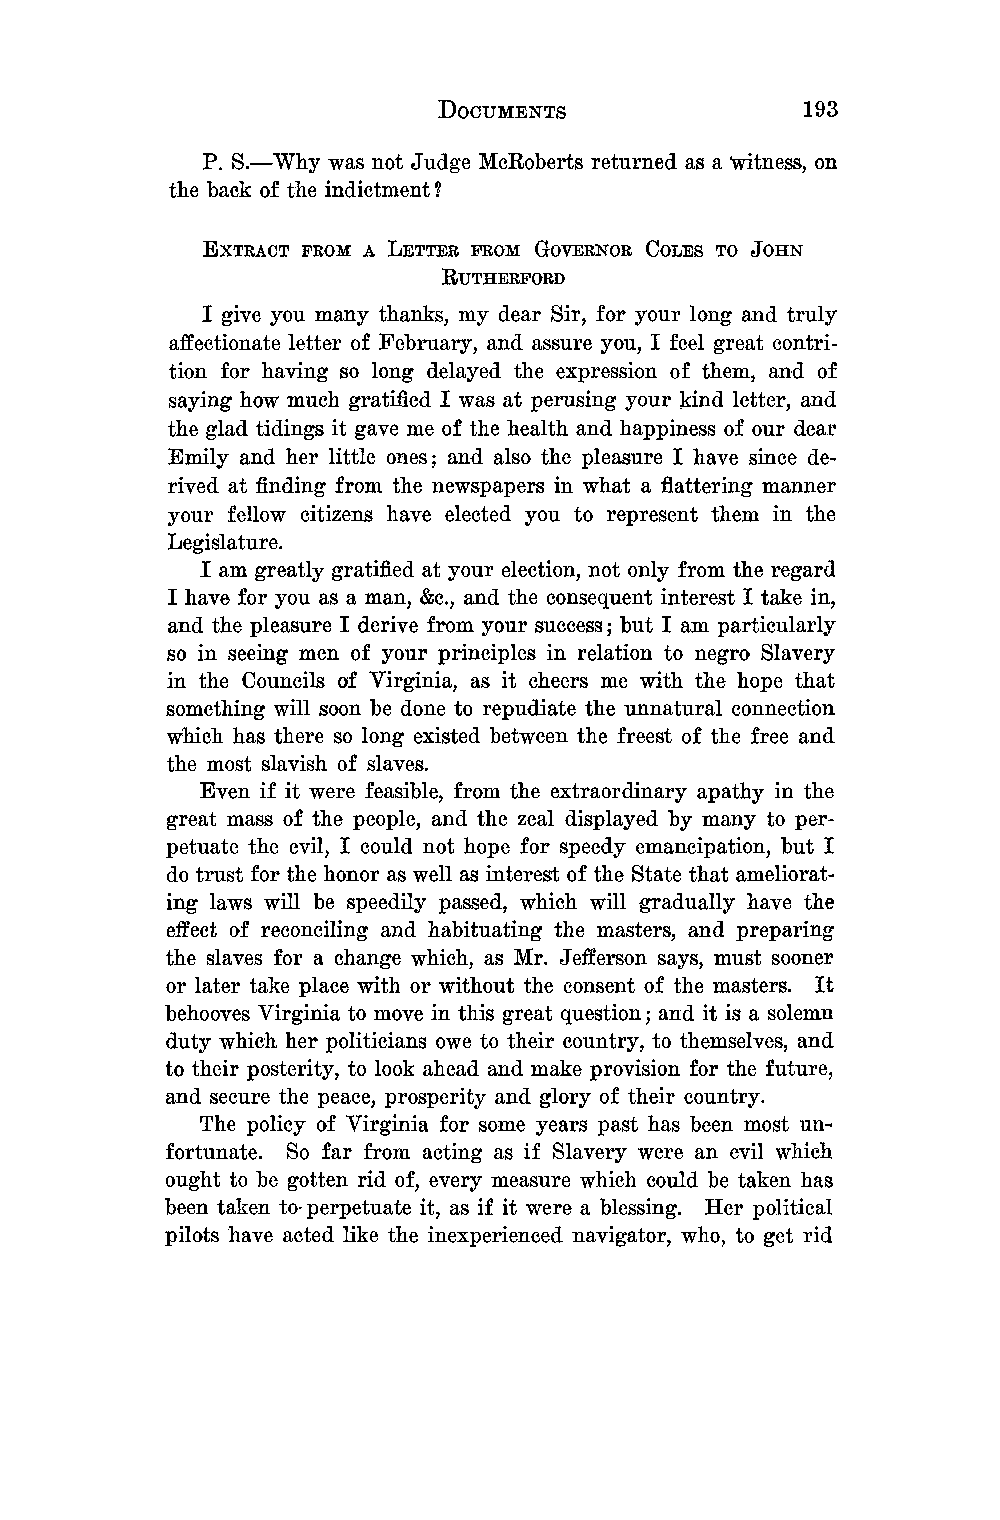 DOCUMENTS 193
P. S.—Why was not Judge McRoberts returned as a witness, on
the back of the indictment?
EXTRACT FROM A LETTER FROM GOVERNOR COLES TO JOHN
RUTHERFORD
I give you many thanks, my dear Sir, for your long and truly
affectionate letter of February, and assure you, I feel great contri-
tion for having so long delayed the expression of them, and of
saying how much gratified I was at perusing your kind letter, and
the glad tidings it gave me of the health and happiness of our dear
Emily and her little ones; and also the pleasure I have since de-
rived at finding from the newspapers in what a flattering manner
your fellow citizens have elected you to represent them in the
Legislature.
I am greatly gratified at your election, not only from the regard
I have for you as a man, &c., and the consequent interest I take in,
and the pleasure I derive from your success; but I am particularly
so in seeing men of your principles in relation to negro Slavery
in the Councils of Virginia, as it cheers me with the hope that
something will soon be done to repudiate the unnatural connection
which has there so long existed between the freest of the free and
the most slavish of slaves.
Even if it were feasible, from the extraordinary apathy in the
great mass of the people, and the zeal displayed by many to per-
petuate the evil, I could not hope for speedy emancipation, but I
do trust for the honor as well as interest of the State that ameliorat-
ing laws will be speedily passed, which will gradually have the
effect of reconciling and habituating the masters, and preparing
the slaves for a change which, as Mr. Jefferson says, must sooner
or later take place with or without the consent of the masters. It
behooves Virginia to move in this great question; and it is a solemn
duty which her politicians owe to their country, to themselves, and
to their posterity, to look ahead and make provision for the future,
and secure the peace, prosperity and glory of their country.
The policy of Virginia for some years past has been most un-
fortunate. So far from acting as if Slavery were an evil which
ought to be gotten rid of, every measure which could be taken has
been taken to perpetuate it, as if it were a blessing. Her political
pilots have acted like the inexperienced navigator, who, to get rid